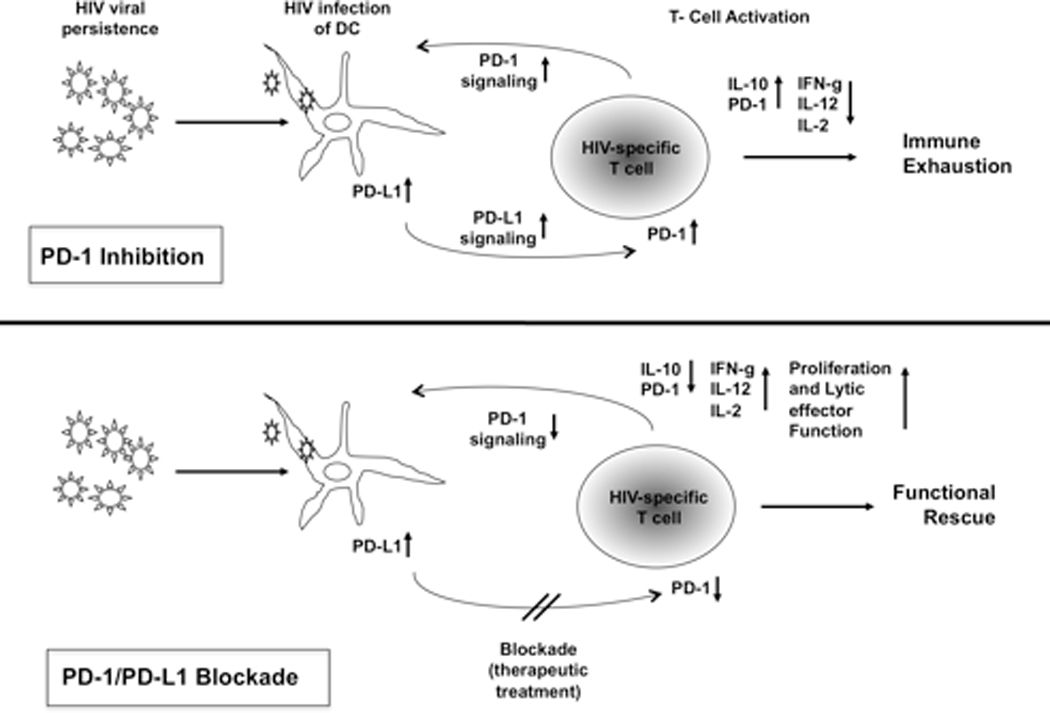 HIV viral
persistence
HIV infection
of DC
T- Cell Activation
PD-1
signaling
IL-10
PD-1
IFN-g
IL-12
IL-2
HIV-specific
T cell
Immune
Exhaustion
PD-L1
PD-L1
signaling
PD-1
PD-1 Inhibition
IL-10
PD-1
IFN-g
IL-12
IL-2
Proliferation
and Lytic
effector
Function
PD-1
signaling
HIV-specific
T cell
Functional
Rescue
PD-L1
PD-1
Blockade
(therapeutic
treatment)
PD-1/PD-L1 Blockade